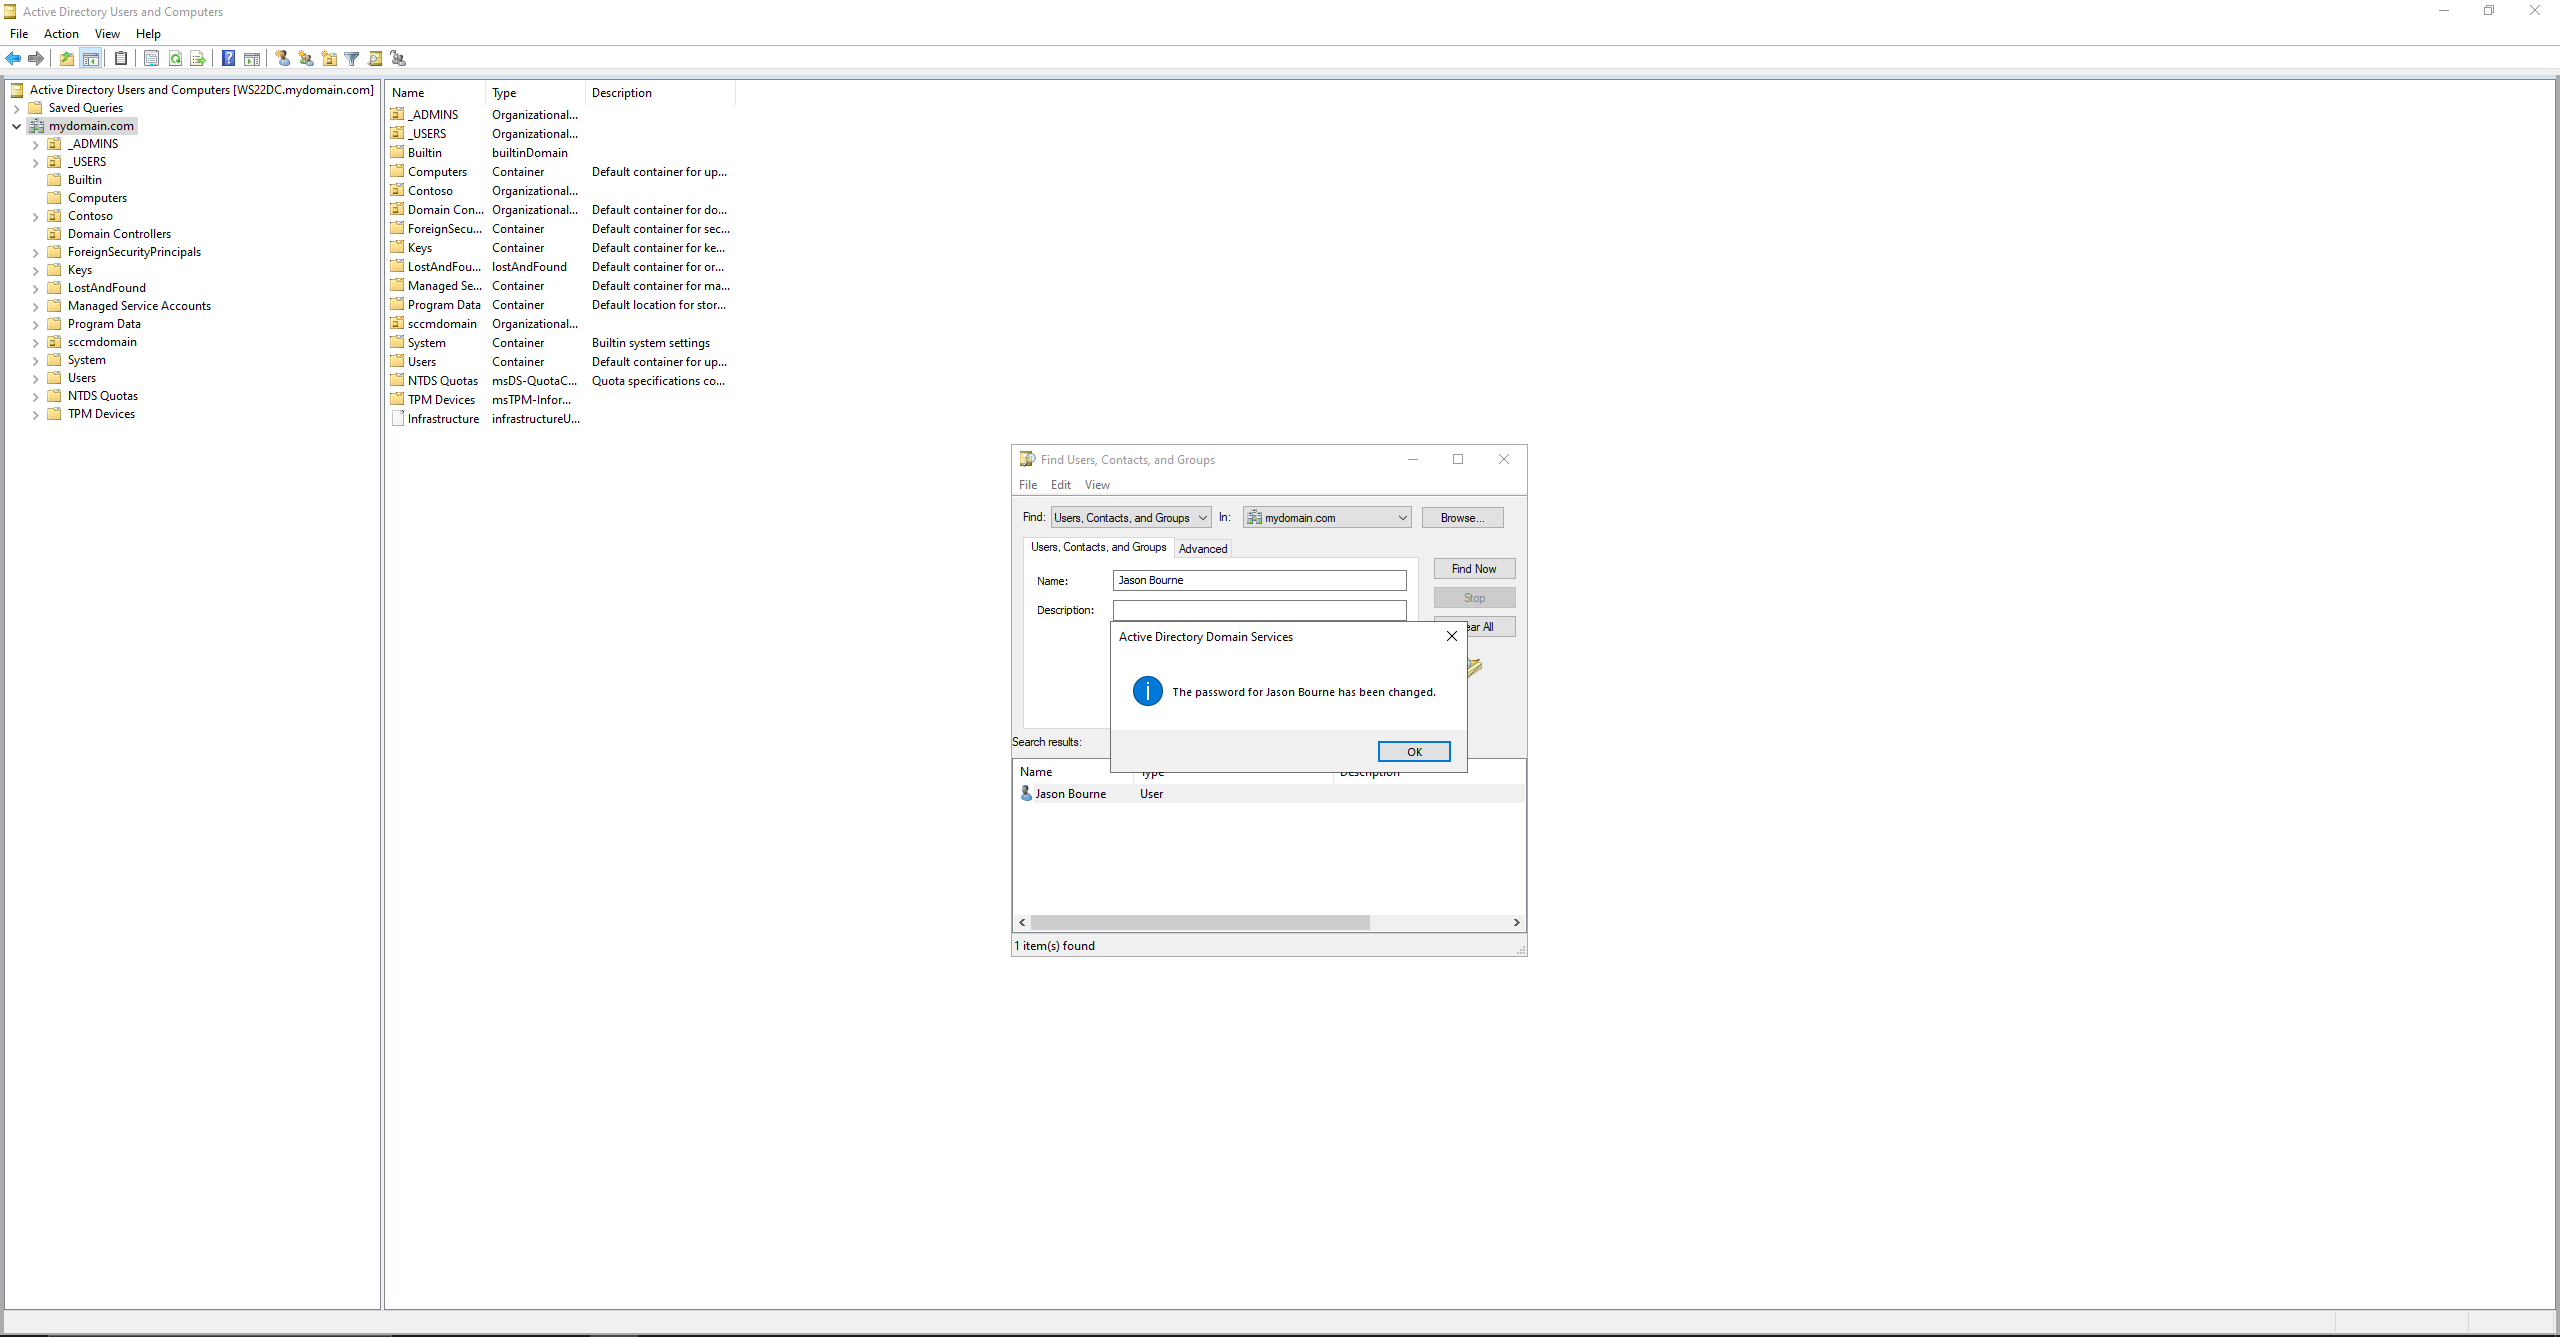 Active Directory Users and Computers
File Action View Help
Active Directory Users and Computers [WS22DC.mydomain.com]
Saved Queries
mydomain.com
_ADMINS
_USERS
Builtin
Computers
Contoso
Domain Controllers
ForeignSecurityPrincipals
Keys
LostAndFound
Managed Service Accounts
Program Data
sccmdomain
System
Users
NTDS Quotas
TPM Devices
Name Type Description
_ADMINS Organizational...
_USERS Organizational...
Builtin builtinDomain
Computers Container Default container for up...
Contoso Organizational...
Domain Con... Organizational... Default container for do...
ForeignSecu... Container Default container for sec...
Keys Container Default container for ke...
LostAndFou... lostAndFound Default container for or...
Managed Se... Container Default container for ma...
Program Data Container Default location for stor...
sccmdomain Organizational...
System Container Builtin system settings
Users Container Default container for up...
NTDS Quotas msDS-QuotaC... Quota specifications co...
TPM Devices msTPM-Infor...
Infrastructure infrastructureU...
Find Users, Contacts, and Groups
File Edit View
Find: Users, Contacts, and Groups In: mydomain.com Browse...
Users, Contacts, and Groups Advanced
Name: Jason Bourne
Description:
Find Now
Stop
ear All
Active Directory Domain Services
The password for Jason Bourne has been changed.
OK
Search results:
Name Type Description
Jason Bourne User
1 item(s) found